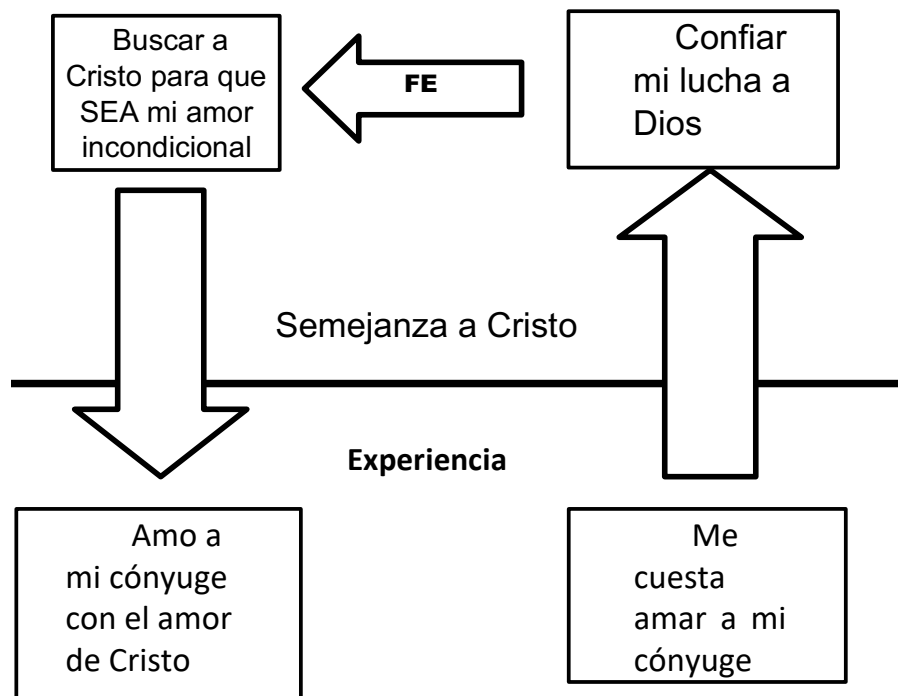 Buscar a
Cristo para que
SEA mi amor
incondicional
FE
Confiar
mi lucha a
Dios
Semejanza a Cristo
Experiencia
Amo a
mi cónyuge
con el amor
de Cristo
Me
cuesta
amar a mi
cónyuge